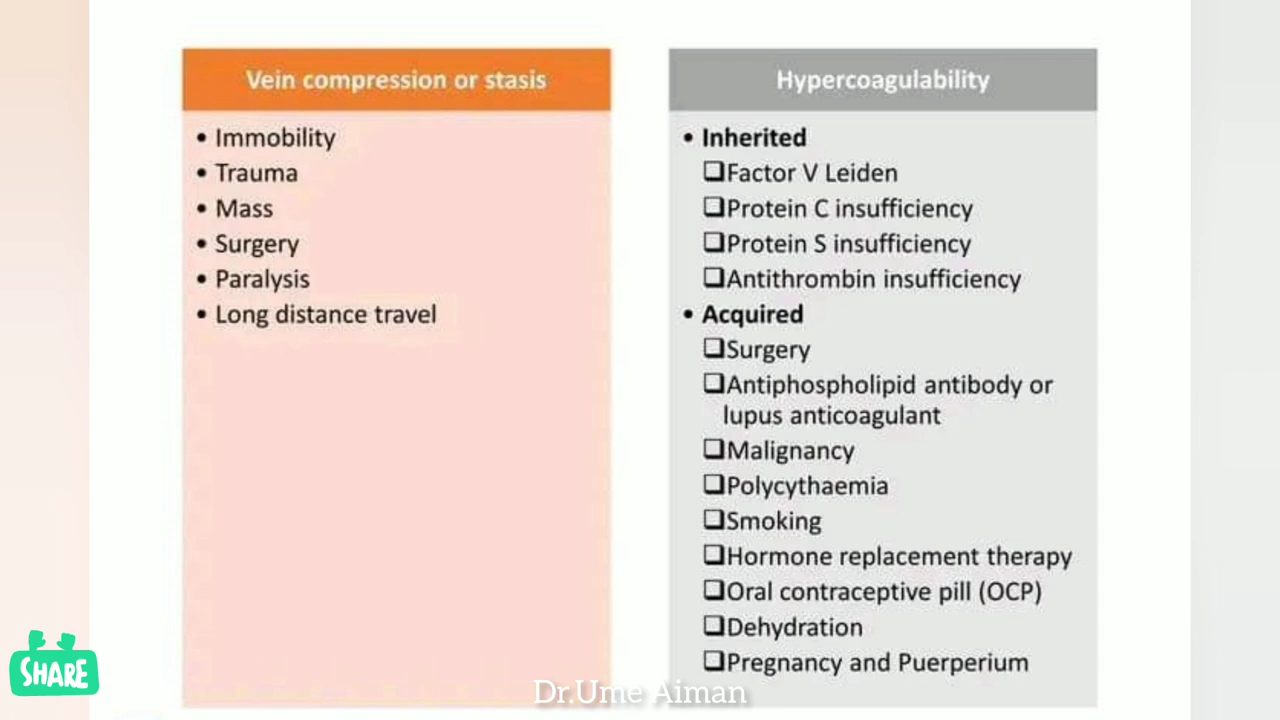 Vein compression or stasis
• Immobility
• Trauma
• Mass
• Surgery
• Paralysis
• Long distance travel
Hypercoagulability
• Inherited
❑Factor V Leiden
❑Protein C insufficiency
❑Protein S insufficiency
❑Antithrombin insufficiency
• Acquired
❑Surgery
❑Antiphospholipid antibody or
lupus anticoagulant
❑Malignancy
❑Polycythaemia
❑Smoking
❑Hormone replacement therapy
❑Oral contraceptive pill (OCP)
❑Dehydration
❑Pregnancy and Puerperium
SHARE
Dr.Ume Aiman